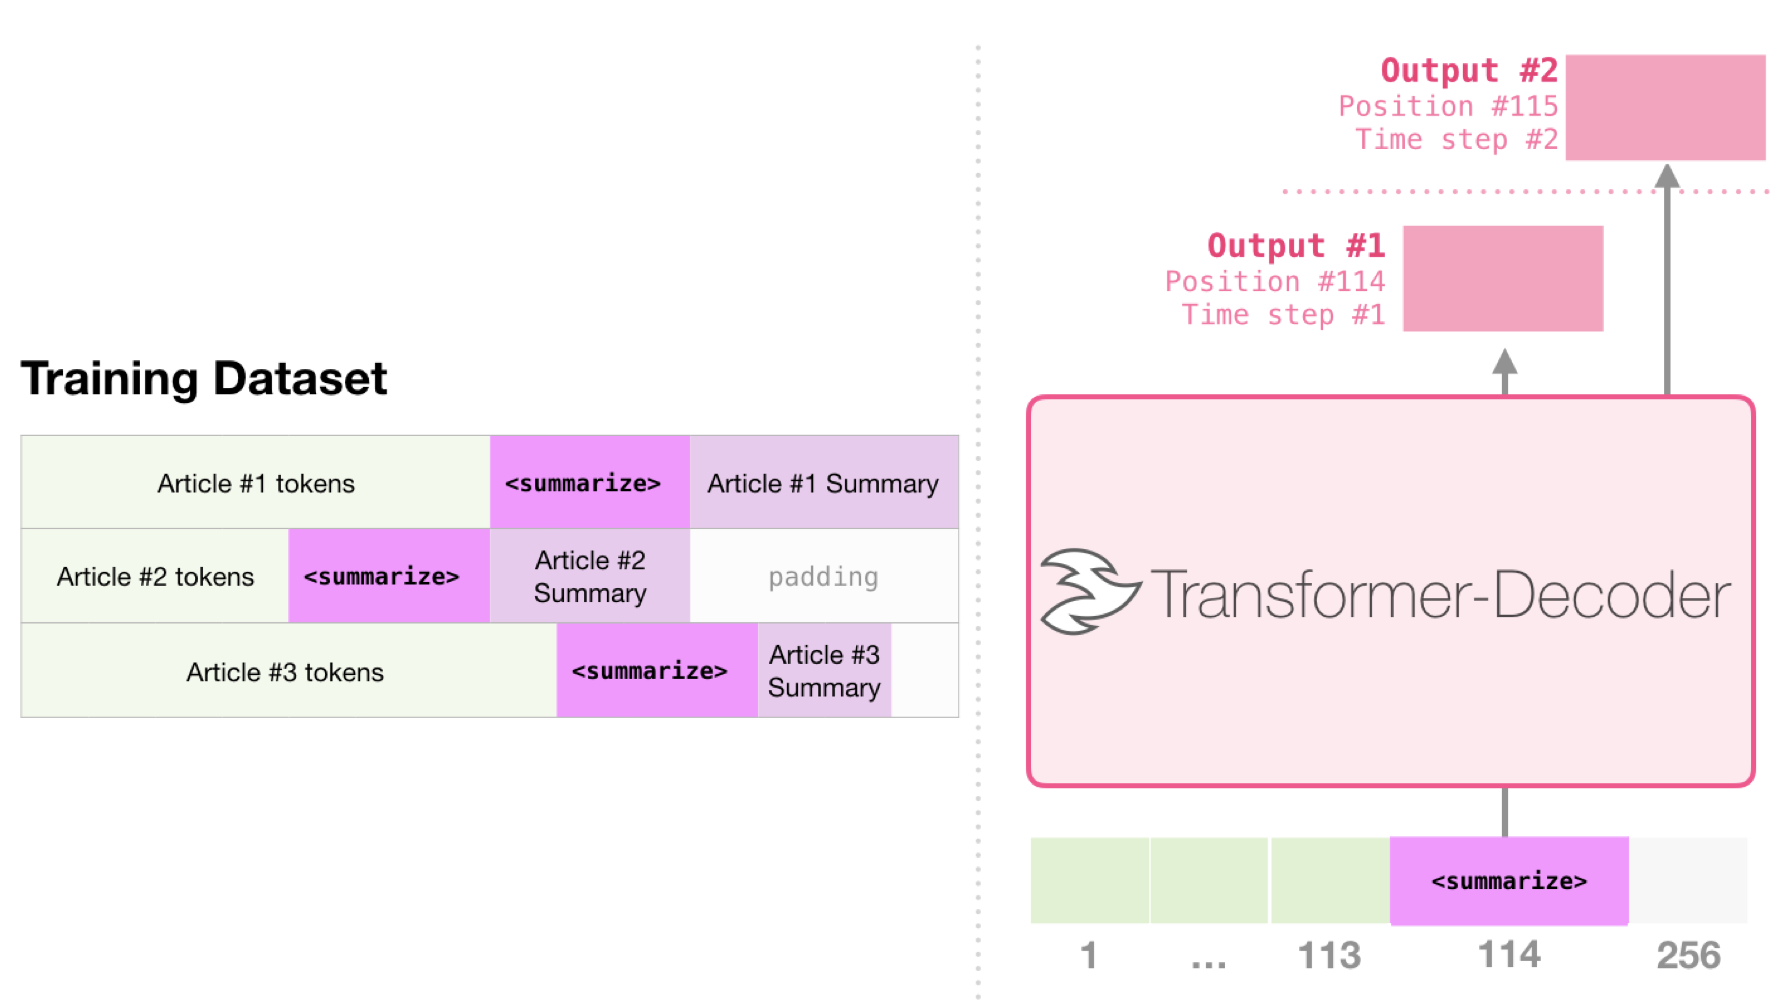 Training Dataset
Article #1 tokens
<summarize>
Article #1 Summary
Article #2 tokens
<summarize>
Article #2
Summary
padding
Article #3 tokens
<summarize>
Article #3
Summary
Output #2
Position #115
Time step #2
Output #1
Position #114
Time step #1
Transformer-Decoder
<summarize>
1
...
113
114
256